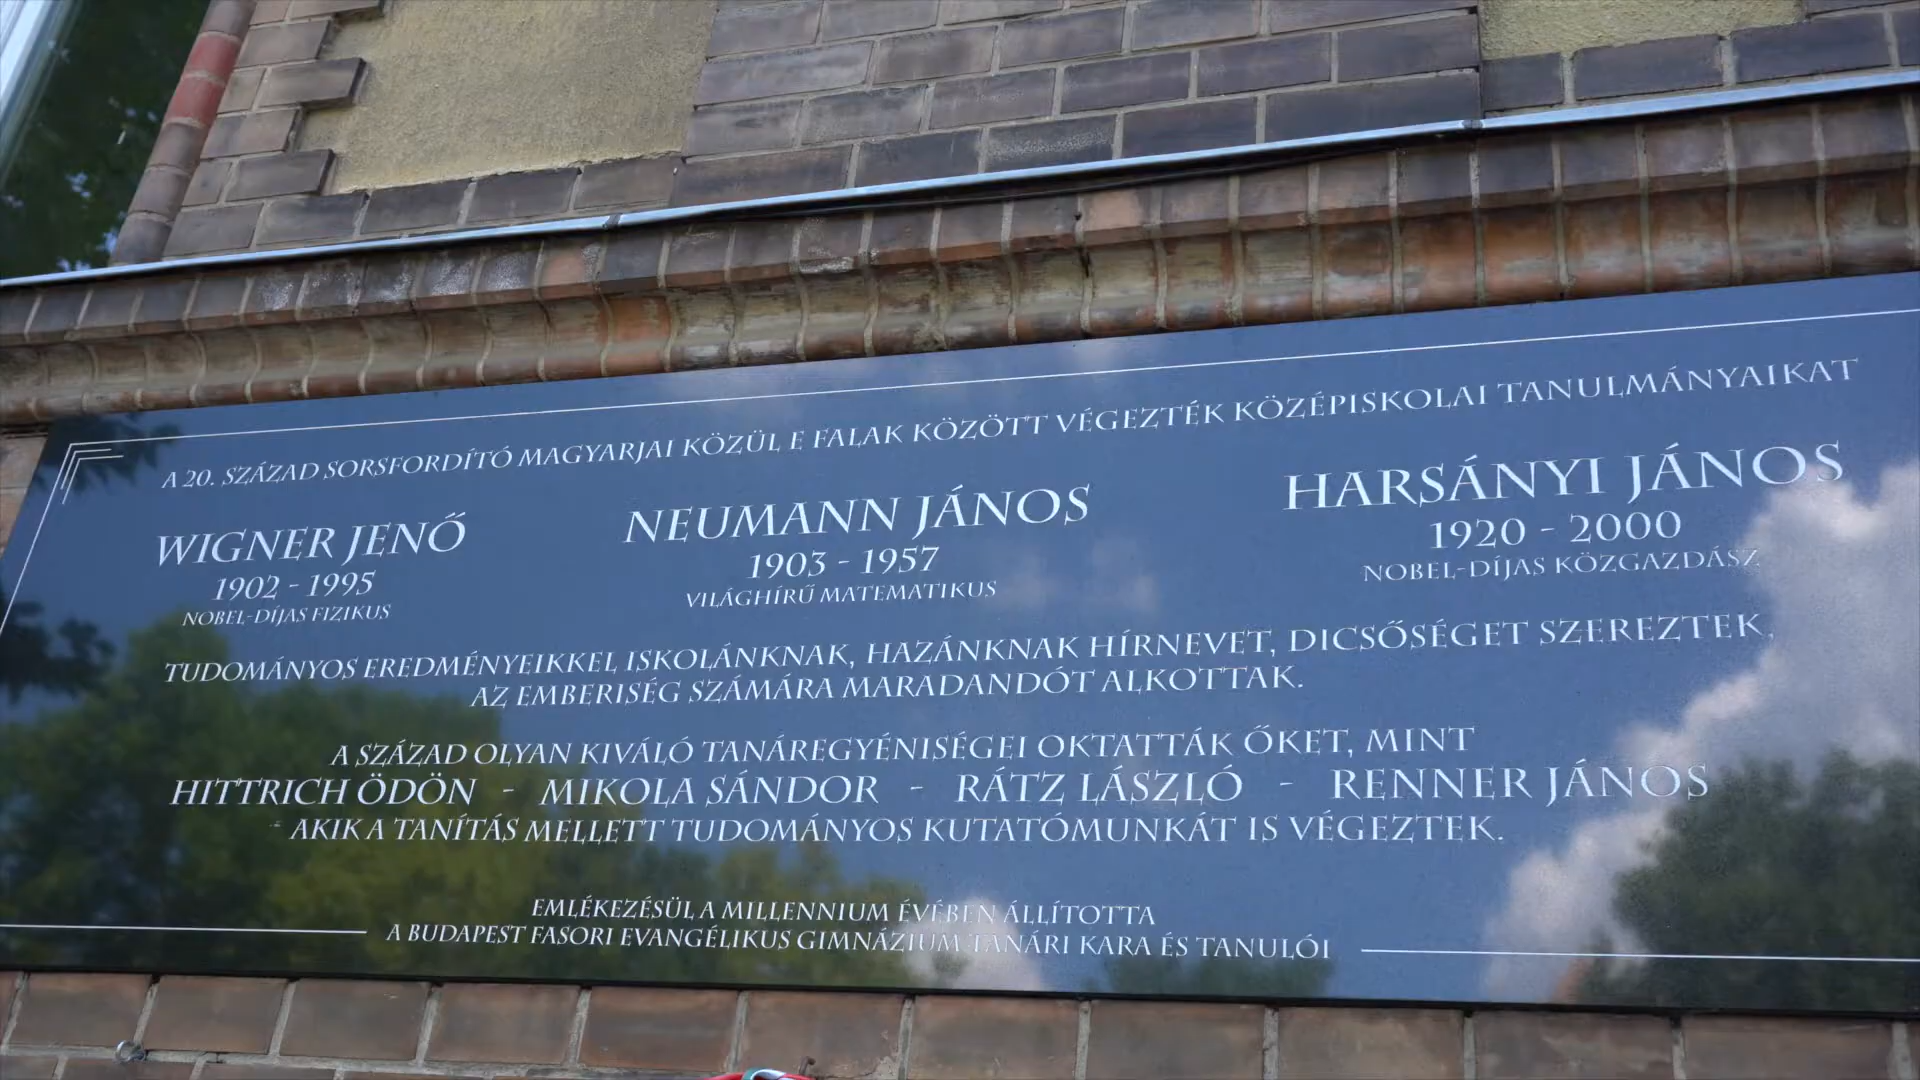 A 20. SZÁZAD SORSFORDÍTÓ MAGYARJAI KÖZÜL E FALAK KÖZÖTT VÉGEZTÉK KÖZÉPISKOLAI TANULMÁNYAIKAT
WIGNER JENŐ
1902 - 1995
NOBEL-DÍJAS FIZIKUS
NEUMANN JÁNOS
1903 - 1957
VILÁGHÍRŰ MATEMATIKUS
HARSÁNYI JÁNOS
1920 - 2000
NOBEL-DÍJAS KÖZGAZDÁSZ
TUDOMÁNYOS EREDMÉNYEIKKEL ISKOLÁNKNAK, HAZÁNKNAK HÍRNEVET, DICSŐSÉGET SZEREZTEK,
AZ EMBERISÉG SZÁMÁRA MARADANDÓT ALKOTTAK.
A SZÁZAD OLYAN KIVÁLÓ TANÁREGYÉNISÉGEI OKTATTÁK ŐKET, MINT
HITTRICH ÖDÖN - MIKOLA SÁNDOR - RÁTZ LÁSZLÓ - RENNER JÁNOS
- AKIK A TANÍTÁS MELLETT TUDOMÁNYOS KUTATÓMUNKÁT IS VÉGEZTEK.
EMLÉKEZÉSÜL A MILLENNIUM ÉVÉBEN ÁLLÍTOTTA
A BUDAPEST FASORI EVANGÉLIKUS GIMNÁZIUM TANÁRI KARA ÉS TANULÓI